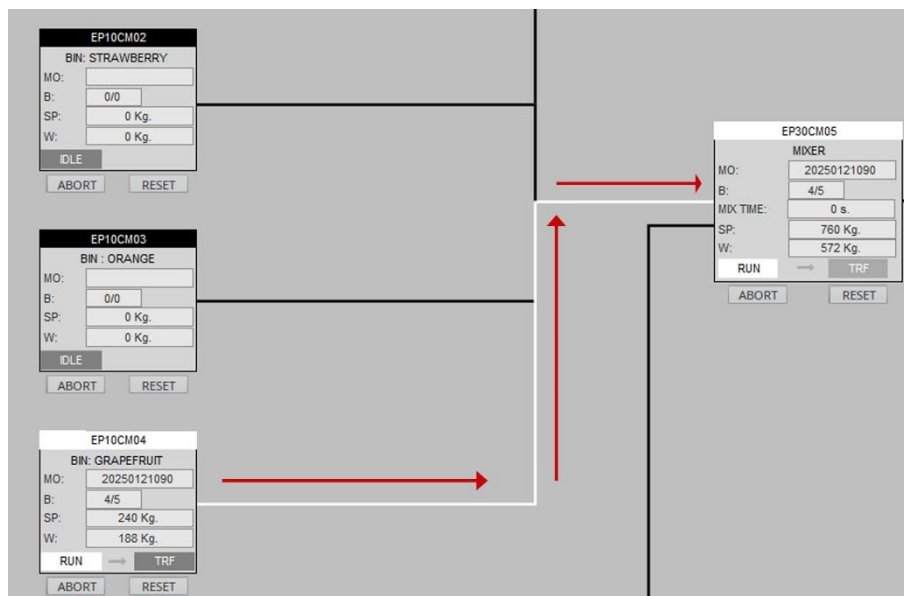 EP10CM02
BIN: STRAWBERRY
MO:
B: 0/0
SP: 0 Kg.
W: 0 Kg.
IDLE
ABORT RESET
EP30CM05
MIXER
MO: 20250121090
B: 4/5
MIX TIME: 0 s.
SP: 760 Kg.
W: 572 Kg.
RUN TRF
ABORT RESET
EP10CM03
BIN : ORANGE
MO:
B: 0/0
SP: 0 Kg.
W: 0 Kg.
IDLE
ABORT RESET
EP10CM04
BIN: GRAPEFRUIT
MO: 20250121090
B: 4/5
SP: 240 Kg.
W: 188 Kg.
RUN TRF
ABORT RESET